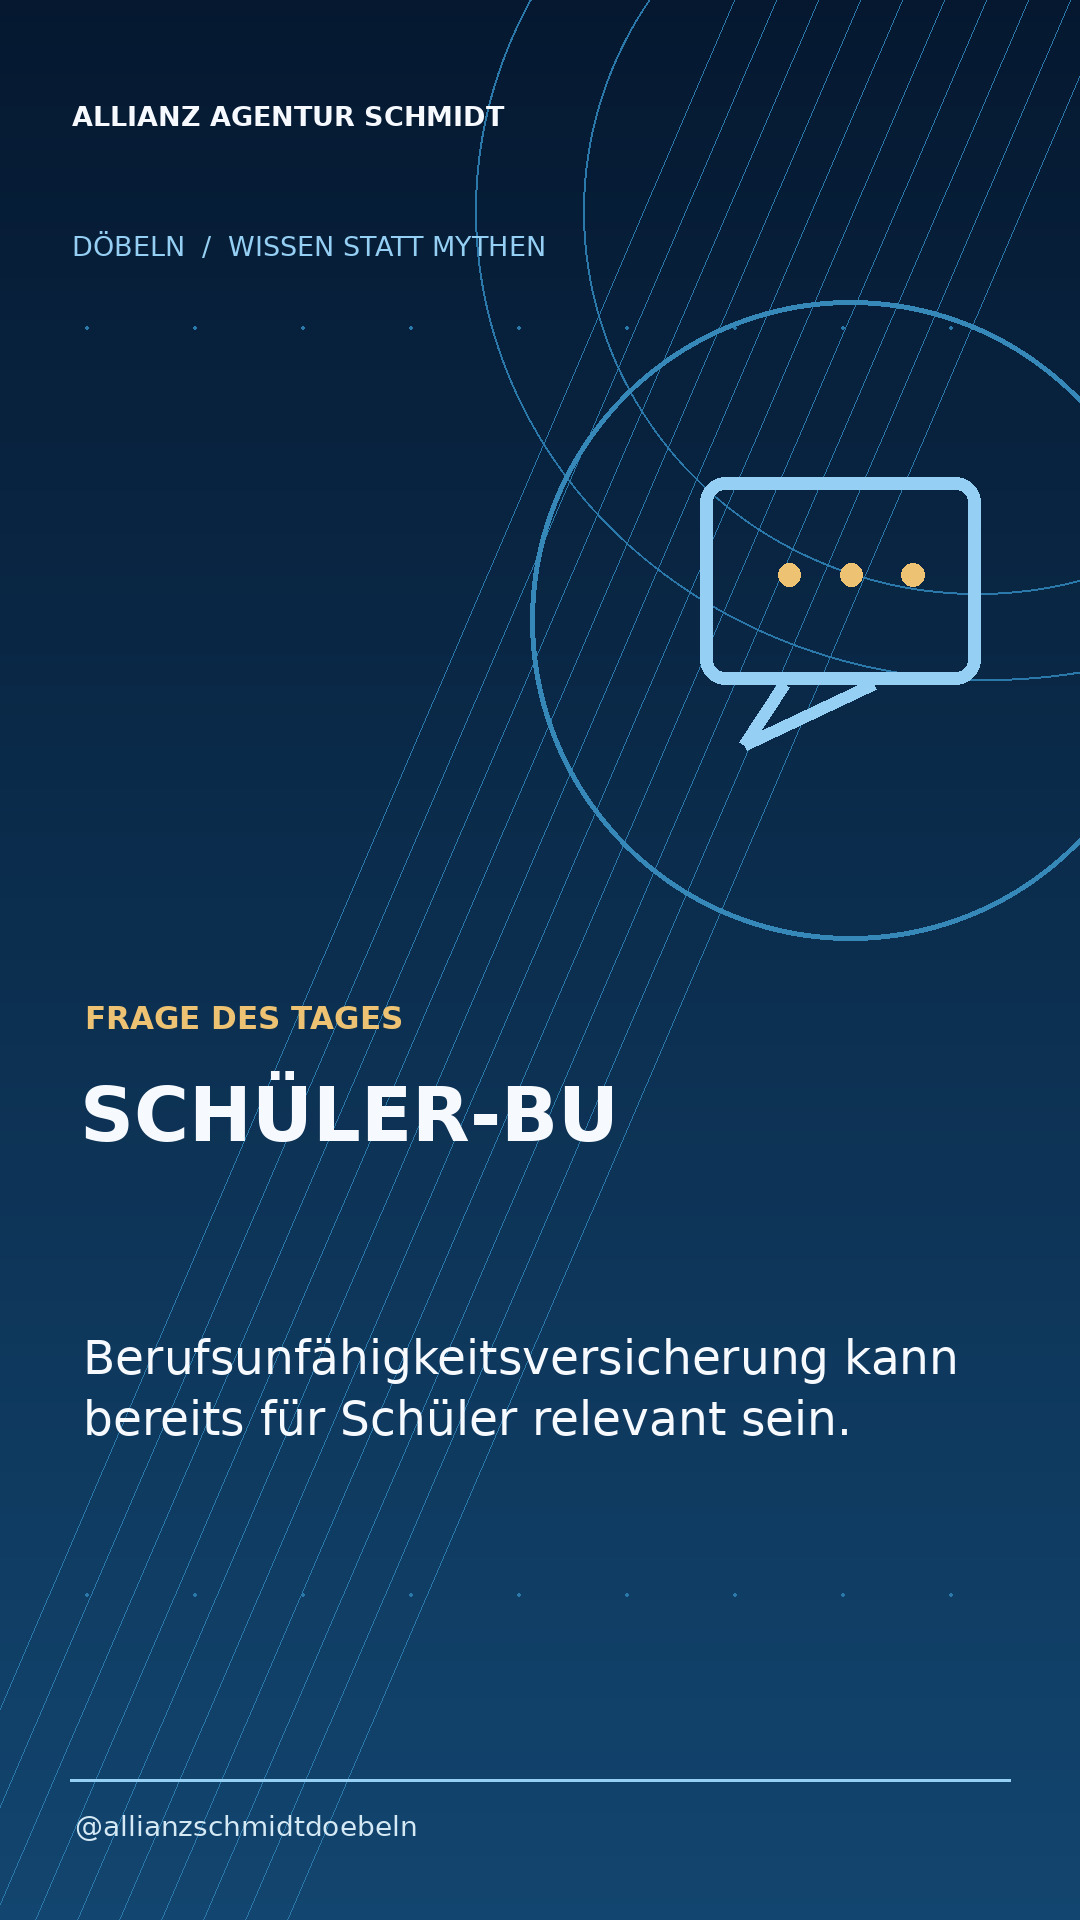 ALLIANZ AGENTUR SCHMIDT
DÖBELN / WISSEN STATT MYTHEN
FRAGE DES TAGES
SCHÜLER-BU
Berufsunfähigkeitsversicherung kann
bereits für Schüler relevant sein.
@allianzschmidtdoebeln